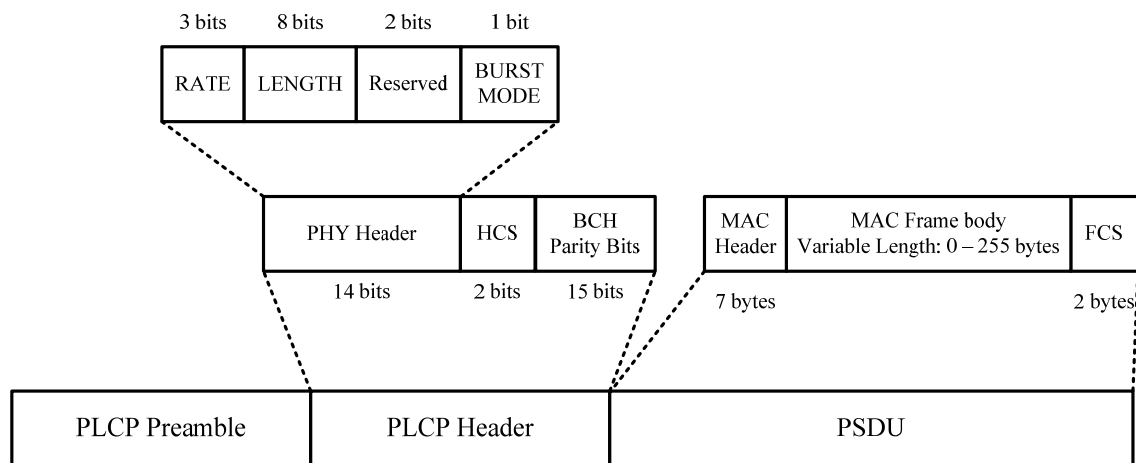 3 bits 8 bits 2 bits 1 bit
RATE LENGTH Reserved BURST MODE
PHY Header HCS BCH Parity Bits
MAC Header MAC Frame body Variable Length: 0 – 255 bytes FCS
14 bits 2 bits 15 bits
7 bytes 2 bytes
PLCP Preamble PLCP Header PSDU